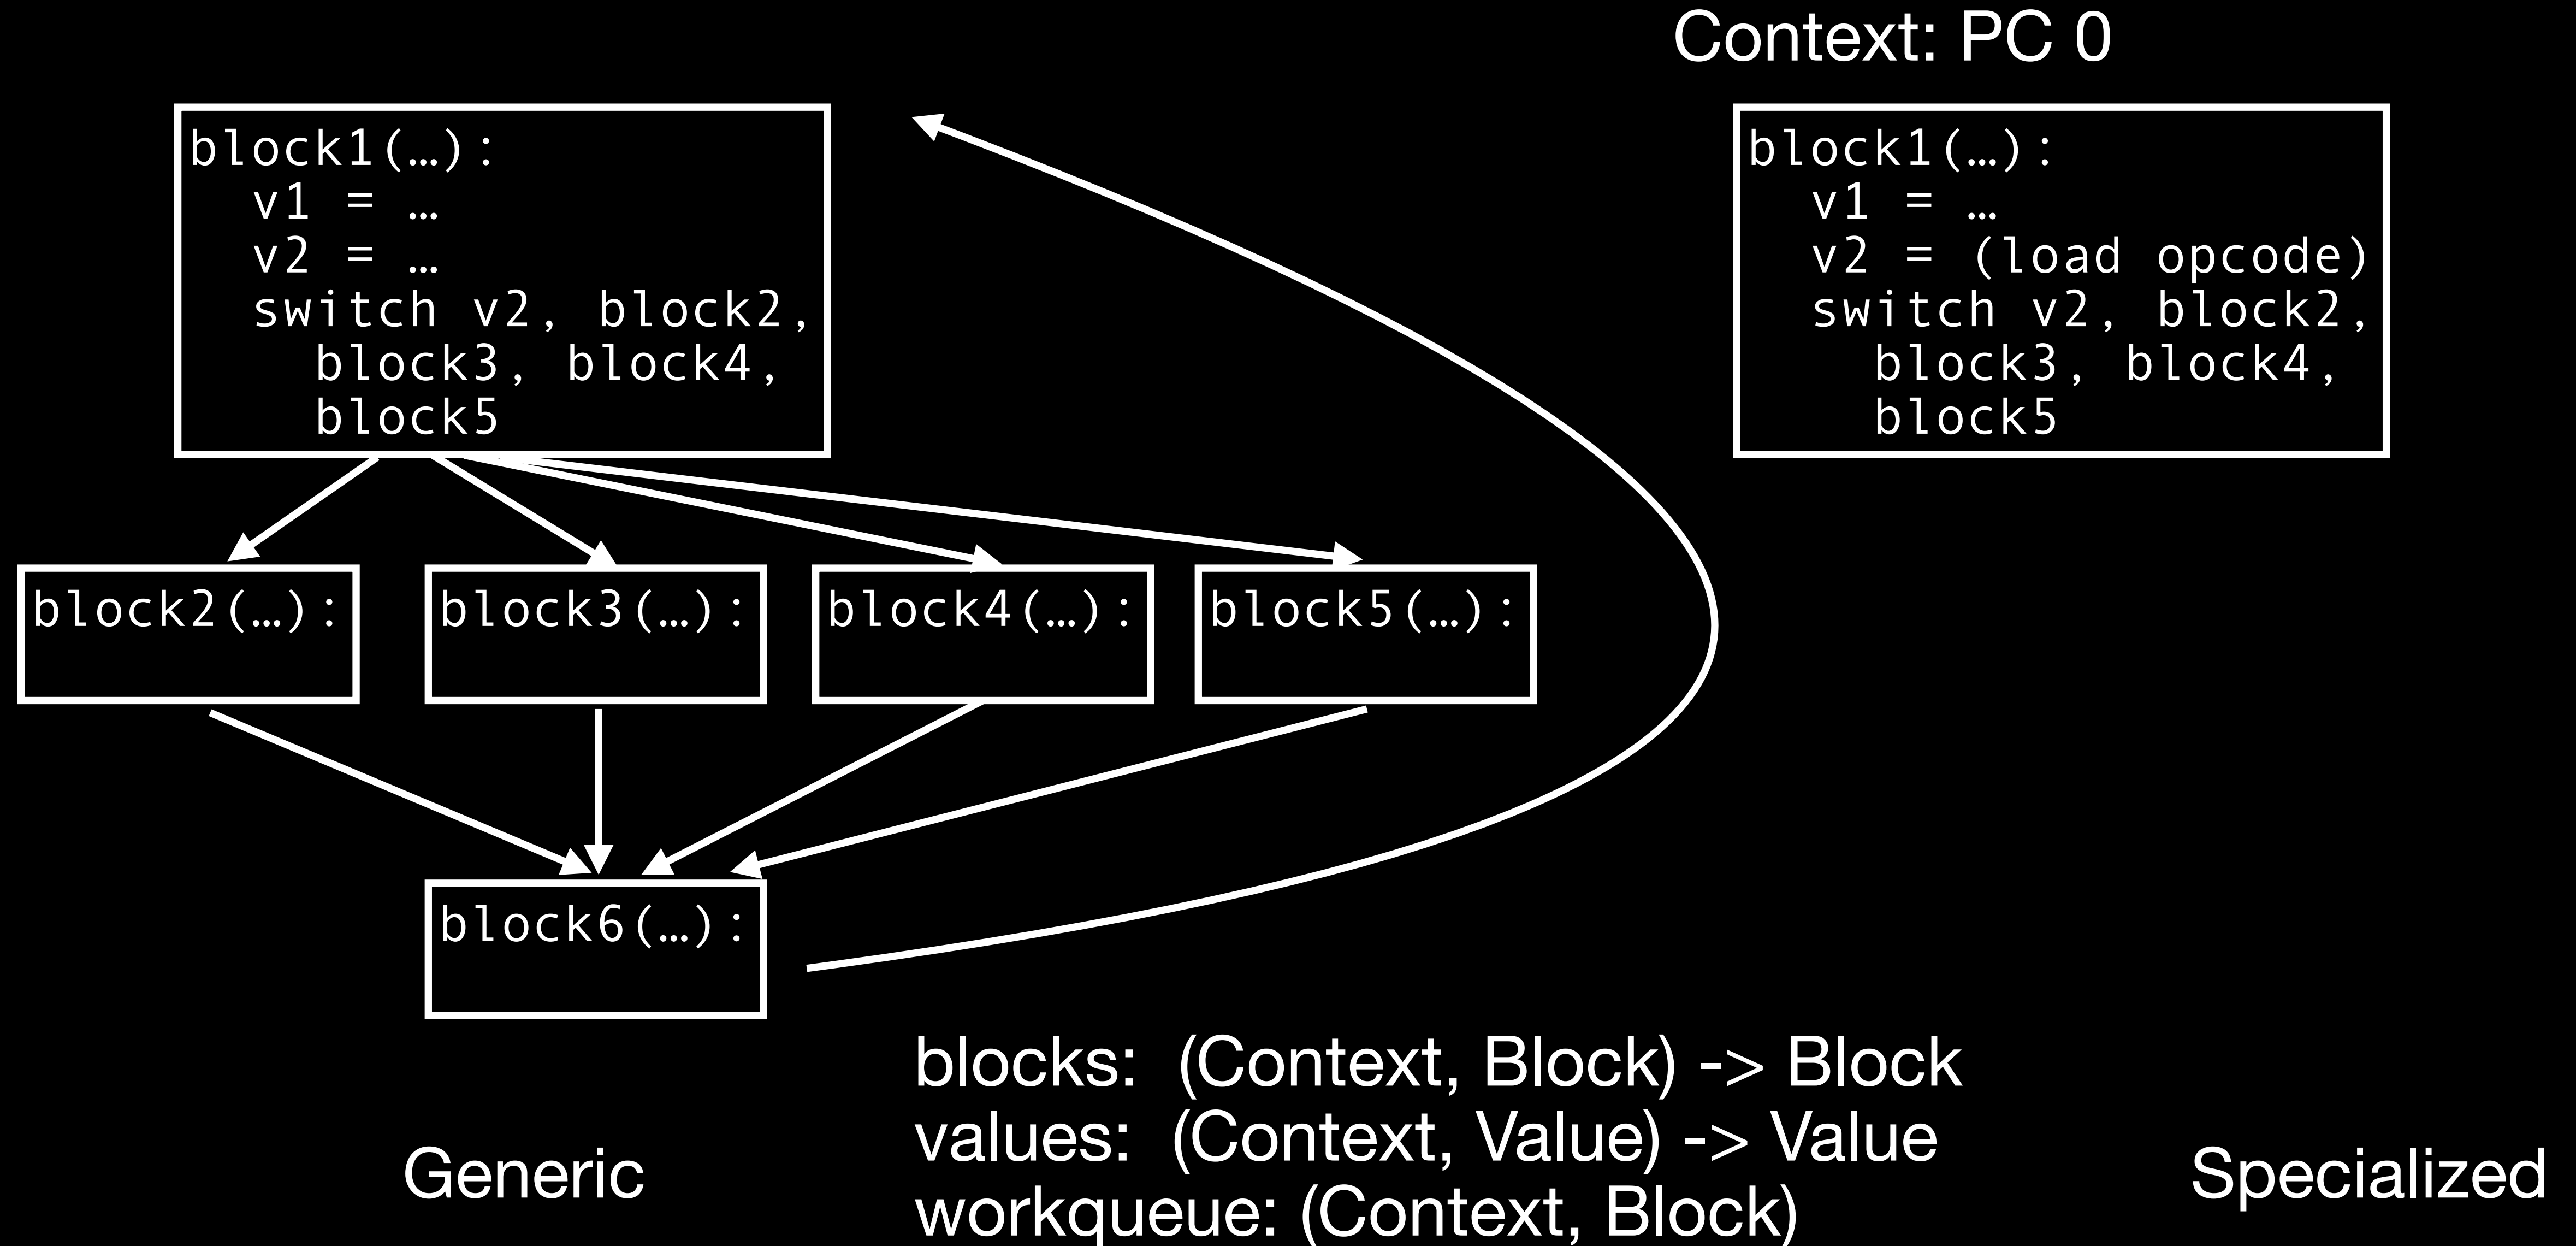 Context: PC 0
block1(…):
v1 = …
v2 = …
switch v2, block2,
block3, block4,
block5
block1(…):
v1 = …
v2 = (load opcode)
switch v2, block2,
block3, block4,
block5
block2(…):
block3(…):
block4(…):
block5(…):
block6(…):
blocks: (Context, Block) -> Block
values: (Context, Value) -> Value
workqueue: (Context, Block)
Generic
Specialized